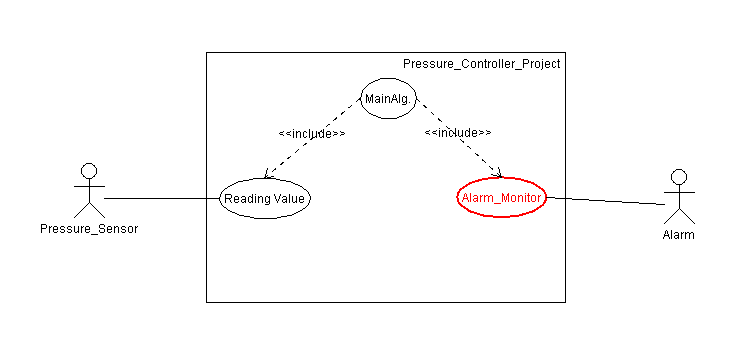 Pressure_Controller_Project
MainAlg.
<<include>>
<<include>>
Reading Value
Alarm_Monitor
Pressure_Sensor
Alarm